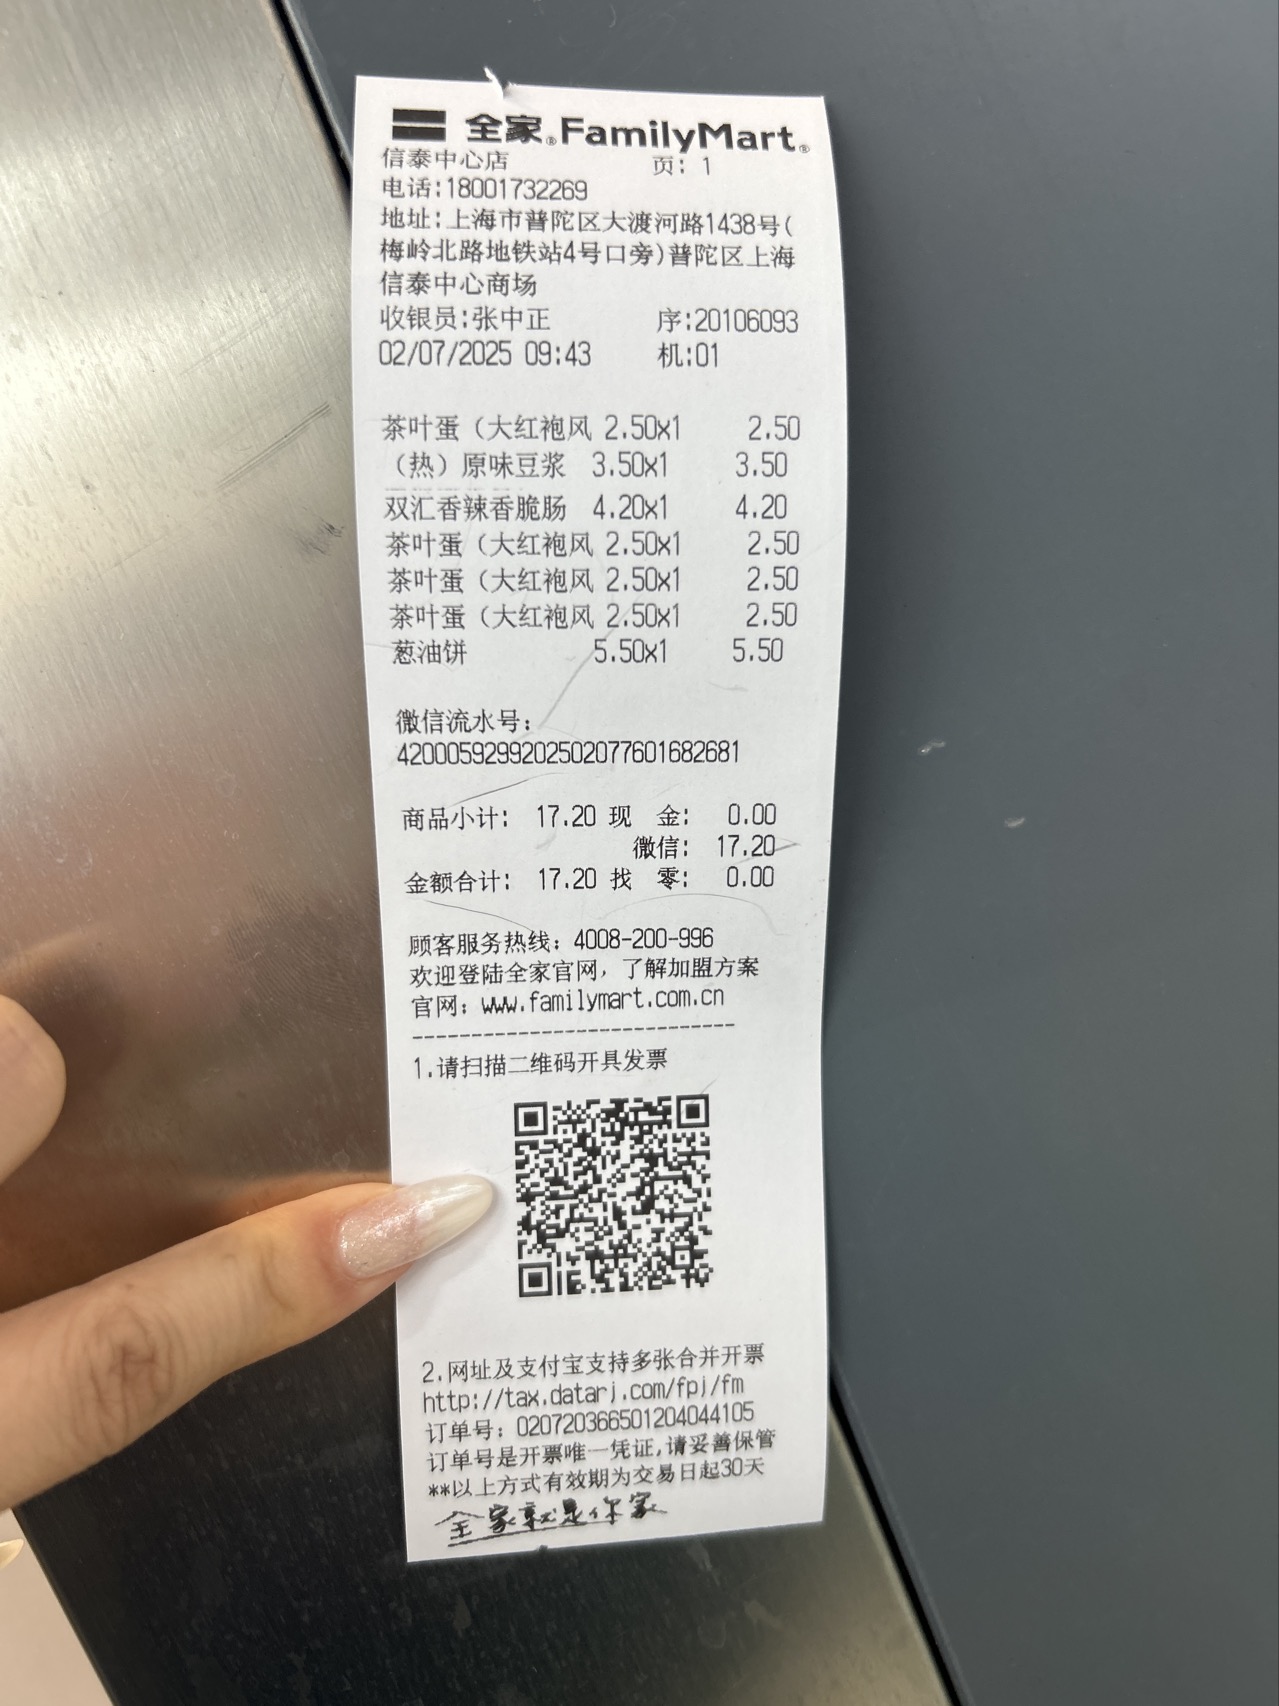 全家®FamilyMart®
信泰中心店 页: 1
电话:18001732269
地址:上海市普陀区大渡河路1438号(
梅岭北路地铁站4号口旁)普陀区上海
信泰中心商场
收银员:张中正 序:20106093
02/07/2025 09:43 机:01
茶叶蛋（大红袍风 2.50x1 2.50
（热）原味豆浆 3.50x1 3.50
双汇香辣香脆肠 4.20x1 4.20
茶叶蛋（大红袍风 2.50x1 2.50
茶叶蛋（大红袍风 2.50x1 2.50
茶叶蛋（大红袍风 2.50x1 2.50
葱油饼 5.50x1 5.50
微信流水号:
4200059299202502077601682681
商品小计: 17.20 现 金: 0.00
微信: 17.20
金额合计: 17.20 找 零: 0.00
顾客服务热线: 4008-200-996
欢迎登陆全家官网, 了解加盟方案
官网: www.familymart.com.cn
----------------------------
1.请扫描二维码开具发票
2.网址及支付宝支持多张合并开票
http://tax.datarj.com/fpj/fm
订单号: 020720366501204044105
订单号是开票唯一凭证,请妥善保管
**以上方式有效期为交易日起30天
全家就是你家